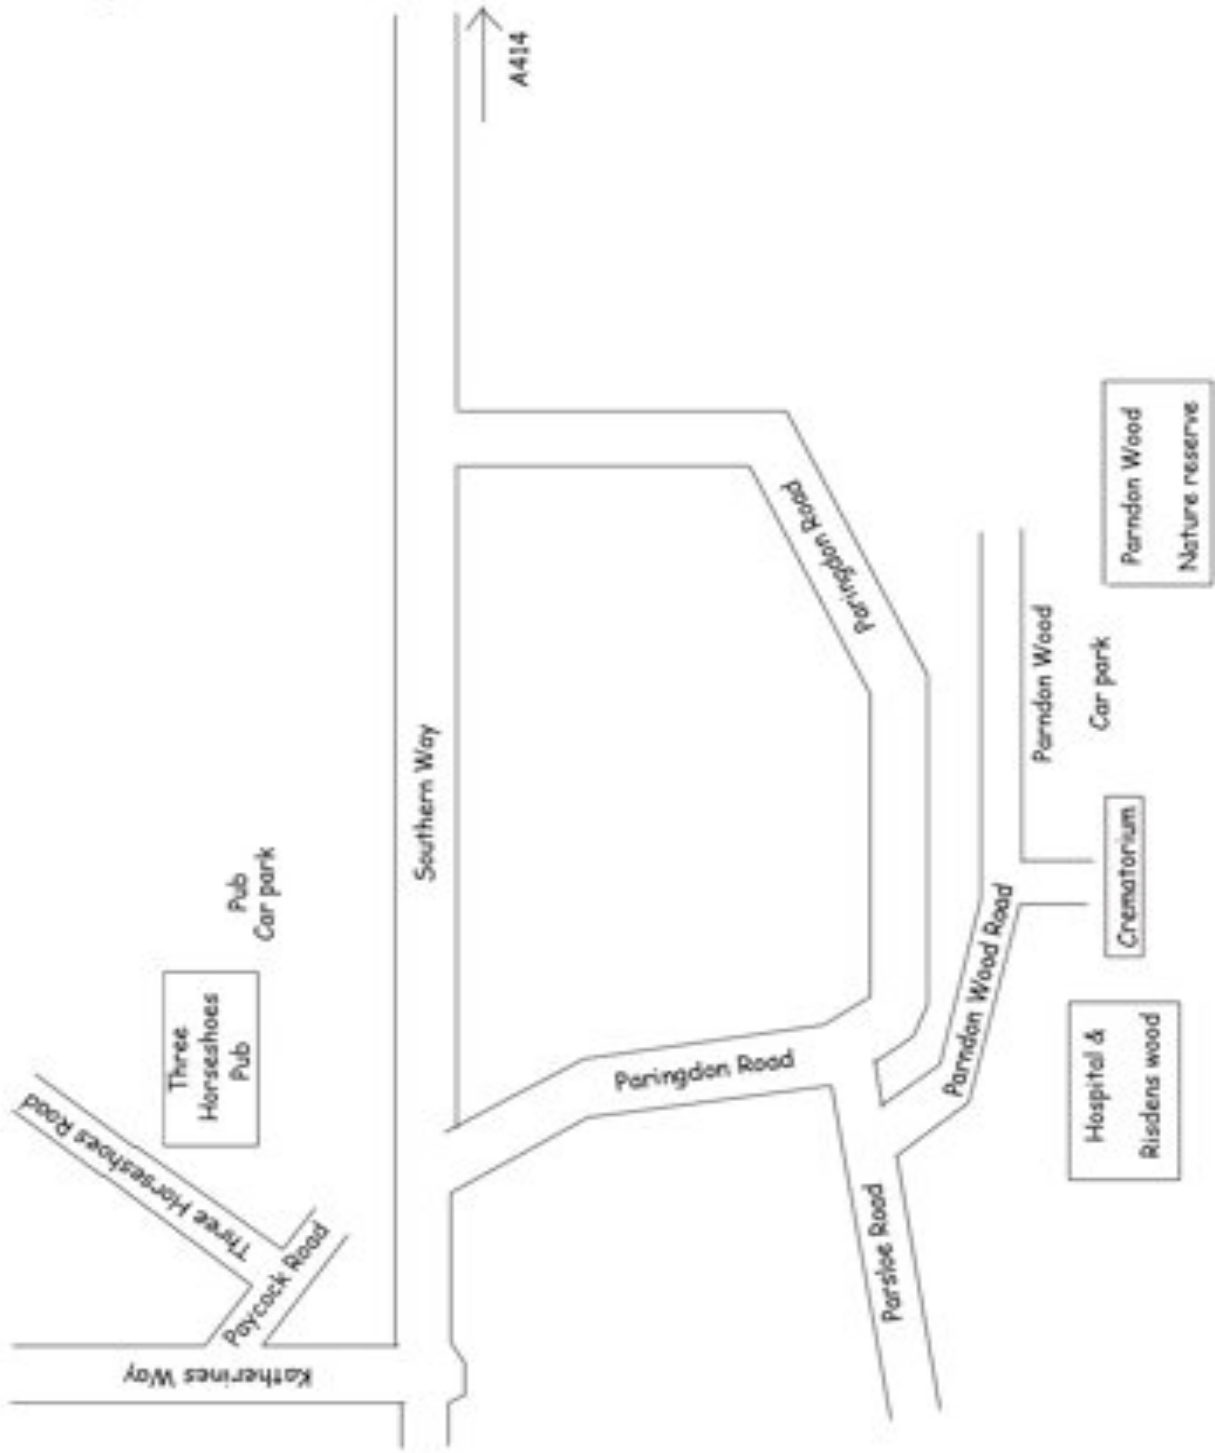 A414
Southern Way
Three Horseshoes Road
Three
Horseshoes
Pub
Pub
Car park
Katherines Way
Paycock Road
Paringdon Road
Paringdon Road
Parsloe Road
Parndon Wood Road
Parndon Wood
Car park
Parndon Wood
Nature reserve
Crematorium
Hospital &
Risdens wood